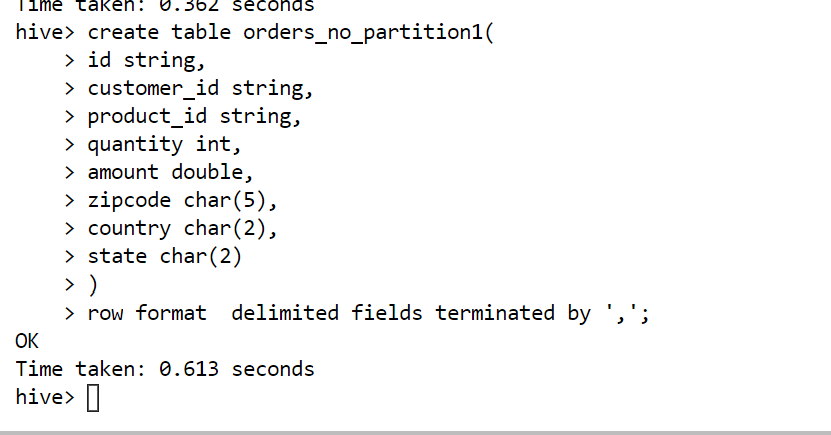 Time taken: 0.362 seconds
hive> create table orders_no_partition1(
    > id string,
    > customer_id string,
    > product_id string,
    > quantity int,
    > amount double,
    > zipcode char(5),
    > country char(2),
    > state char(2)
    > )
    > row format  delimited fields terminated by ',';
OK
Time taken: 0.613 seconds
hive>